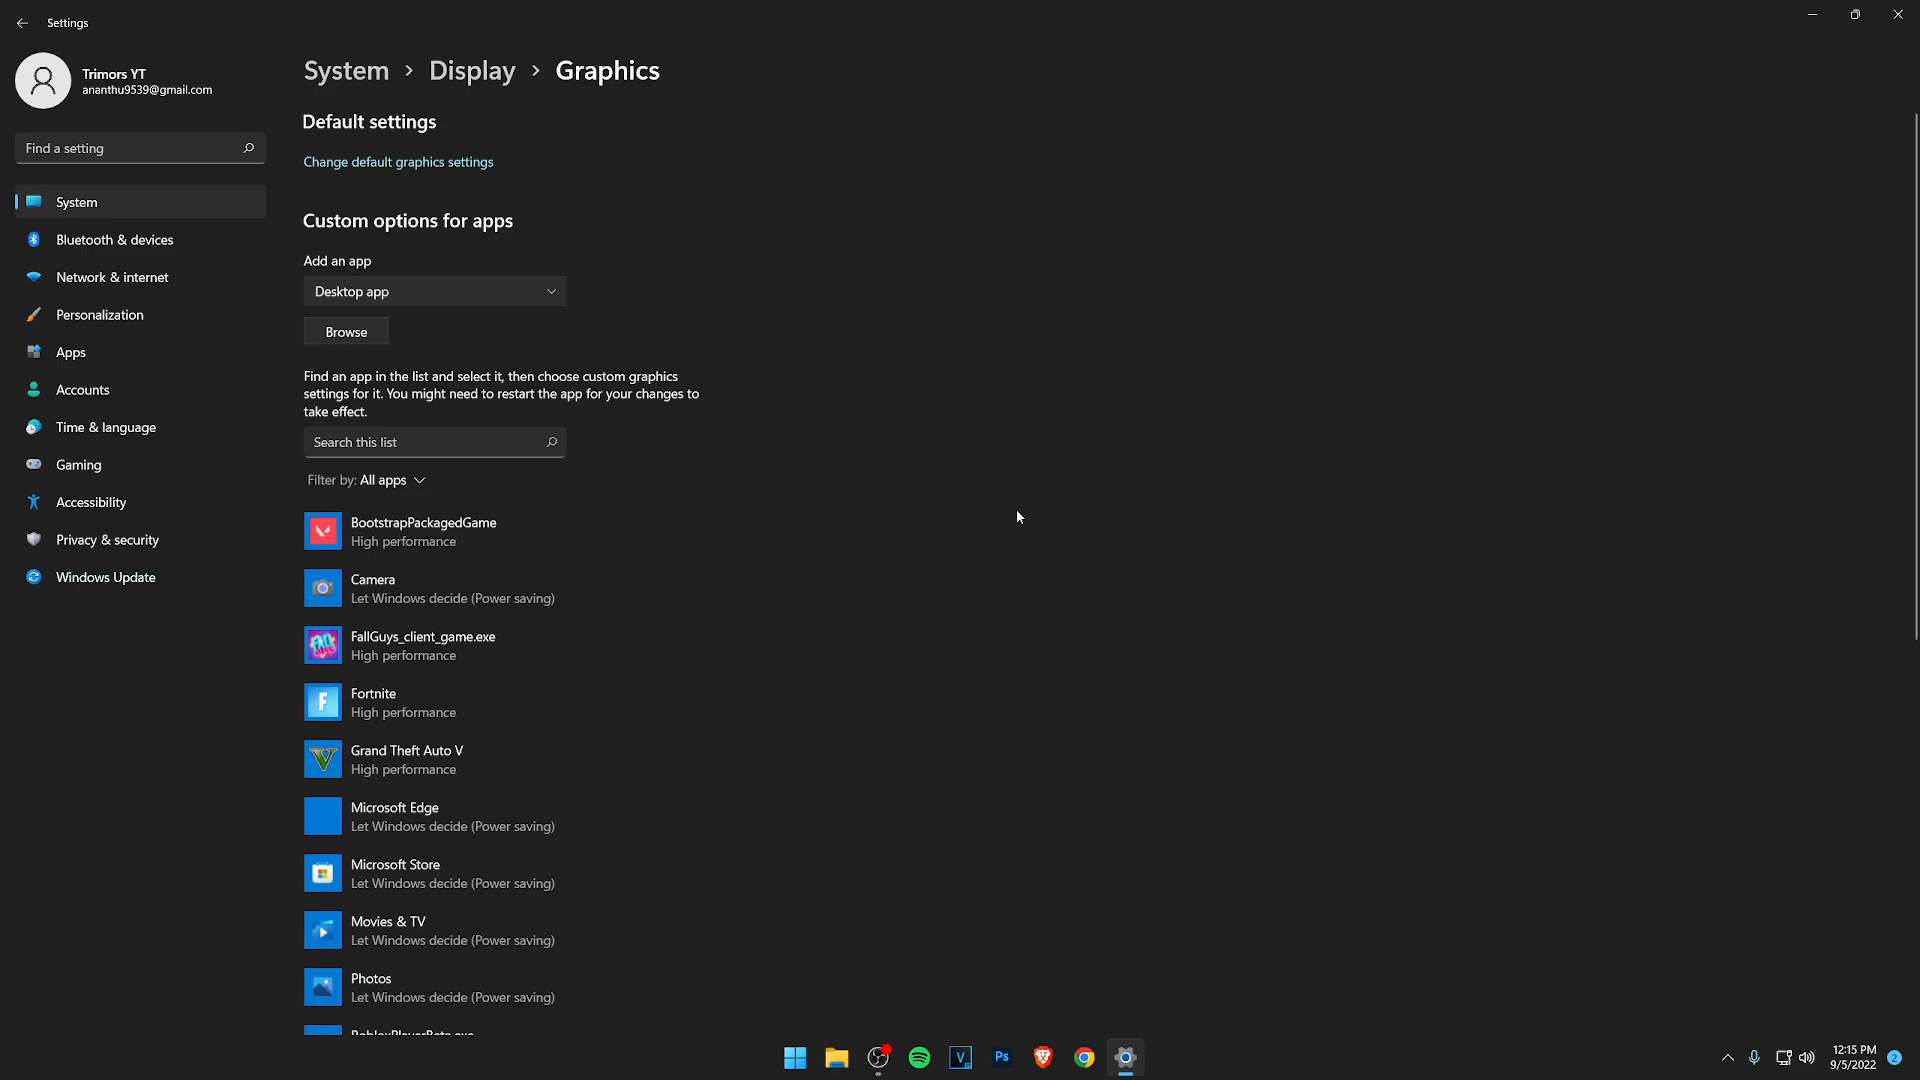 Settings
Trimors YT
ananthu9539@gmail.com
Find a setting
System
Bluetooth & devices
Network & internet
Personalization
Apps
Accounts
Time & language
Gaming
Accessibility
Privacy & security
Windows Update
System > Display > Graphics
Default settings
Change default graphics settings
Custom options for apps
Add an app
Desktop app
Browse
Find an app in the list and select it, then choose custom graphics
settings for it. You might need to restart the app for your changes to
take effect.
Search this list
Filter by: All apps
BootstrapPackagedGame
High performance
Camera
Let Windows decide (Power saving)
FallGuys_client_game.exe
High performance
Fortnite
High performance
Grand Theft Auto V
High performance
Microsoft Edge
Let Windows decide (Power saving)
Microsoft Store
Let Windows decide (Power saving)
Movies & TV
Let Windows decide (Power saving)
Photos
Let Windows decide (Power saving)
RobloxPlayerBeta.exe
Ps
12:15 PM
9/5/2022
2